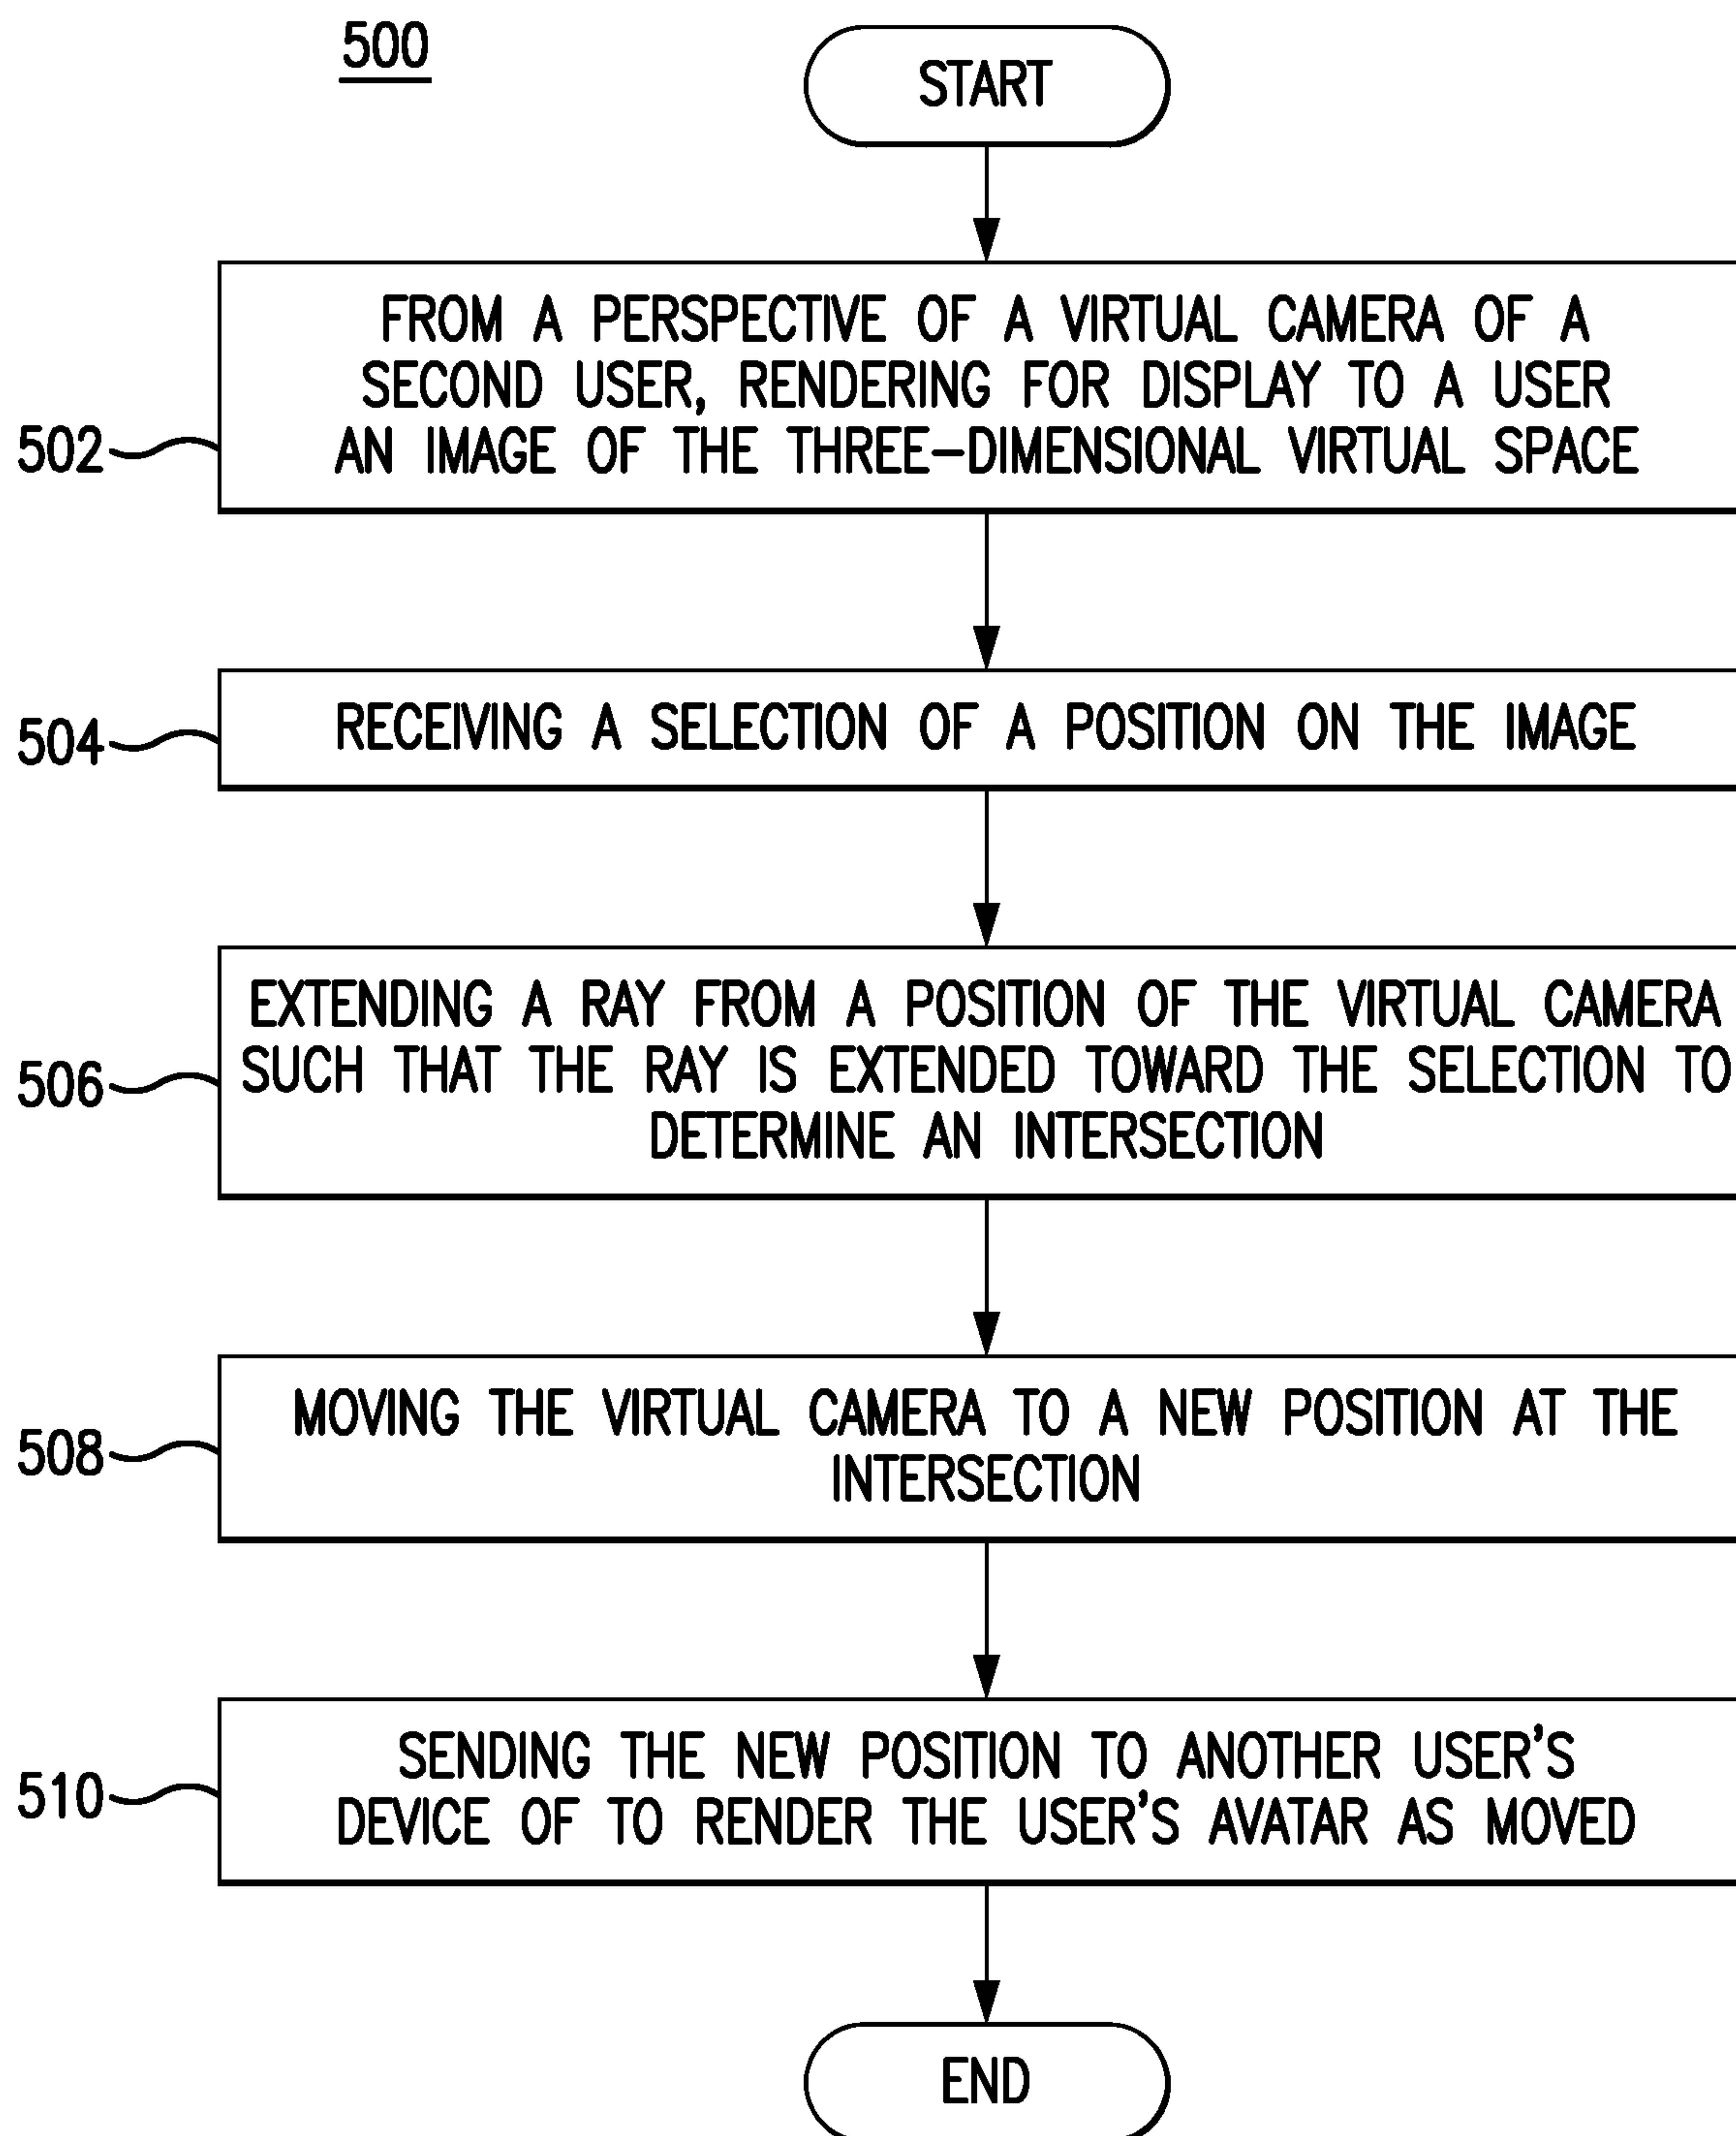 500
START
FROM A PERSPECTIVE OF A VIRTUAL CAMERA OF A
SECOND USER, RENDERING FOR DISPLAY TO A USER
AN IMAGE OF THE THREE-DIMENSIONAL VIRTUAL SPACE
502
RECEIVING A SELECTION OF A POSITION ON THE IMAGE
504
EXTENDING A RAY FROM A POSITION OF THE VIRTUAL CAMERA
SUCH THAT THE RAY IS EXTENDED TOWARD THE SELECTION TO
DETERMINE AN INTERSECTION
506
MOVING THE VIRTUAL CAMERA TO A NEW POSITION AT THE
INTERSECTION
508
SENDING THE NEW POSITION TO ANOTHER USER'S
DEVICE OF TO RENDER THE USER'S AVATAR AS MOVED
510
END